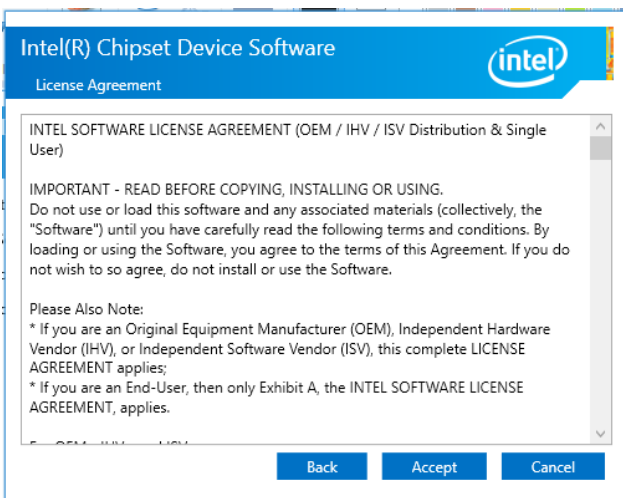 Intel(R) Chipset Device Software
intel
License Agreement
INTEL SOFTWARE LICENSE AGREEMENT (OEM / IHV / ISV Distribution & Single
User)
IMPORTANT - READ BEFORE COPYING, INSTALLING OR USING.
Do not use or load this software and any associated materials (collectively, the
"Software") until you have carefully read the following terms and conditions. By
loading or using the Software, you agree to the terms of this Agreement. If you do
not wish to so agree, do not install or use the Software.
Please Also Note:
* If you are an Original Equipment Manufacturer (OEM), Independent Hardware
Vendor (IHV), or Independent Software Vendor (ISV), this complete LICENSE
AGREEMENT applies;
* If you are an End-User, then only Exhibit A, the INTEL SOFTWARE LICENSE
AGREEMENT, applies.
Back Accept Cancel